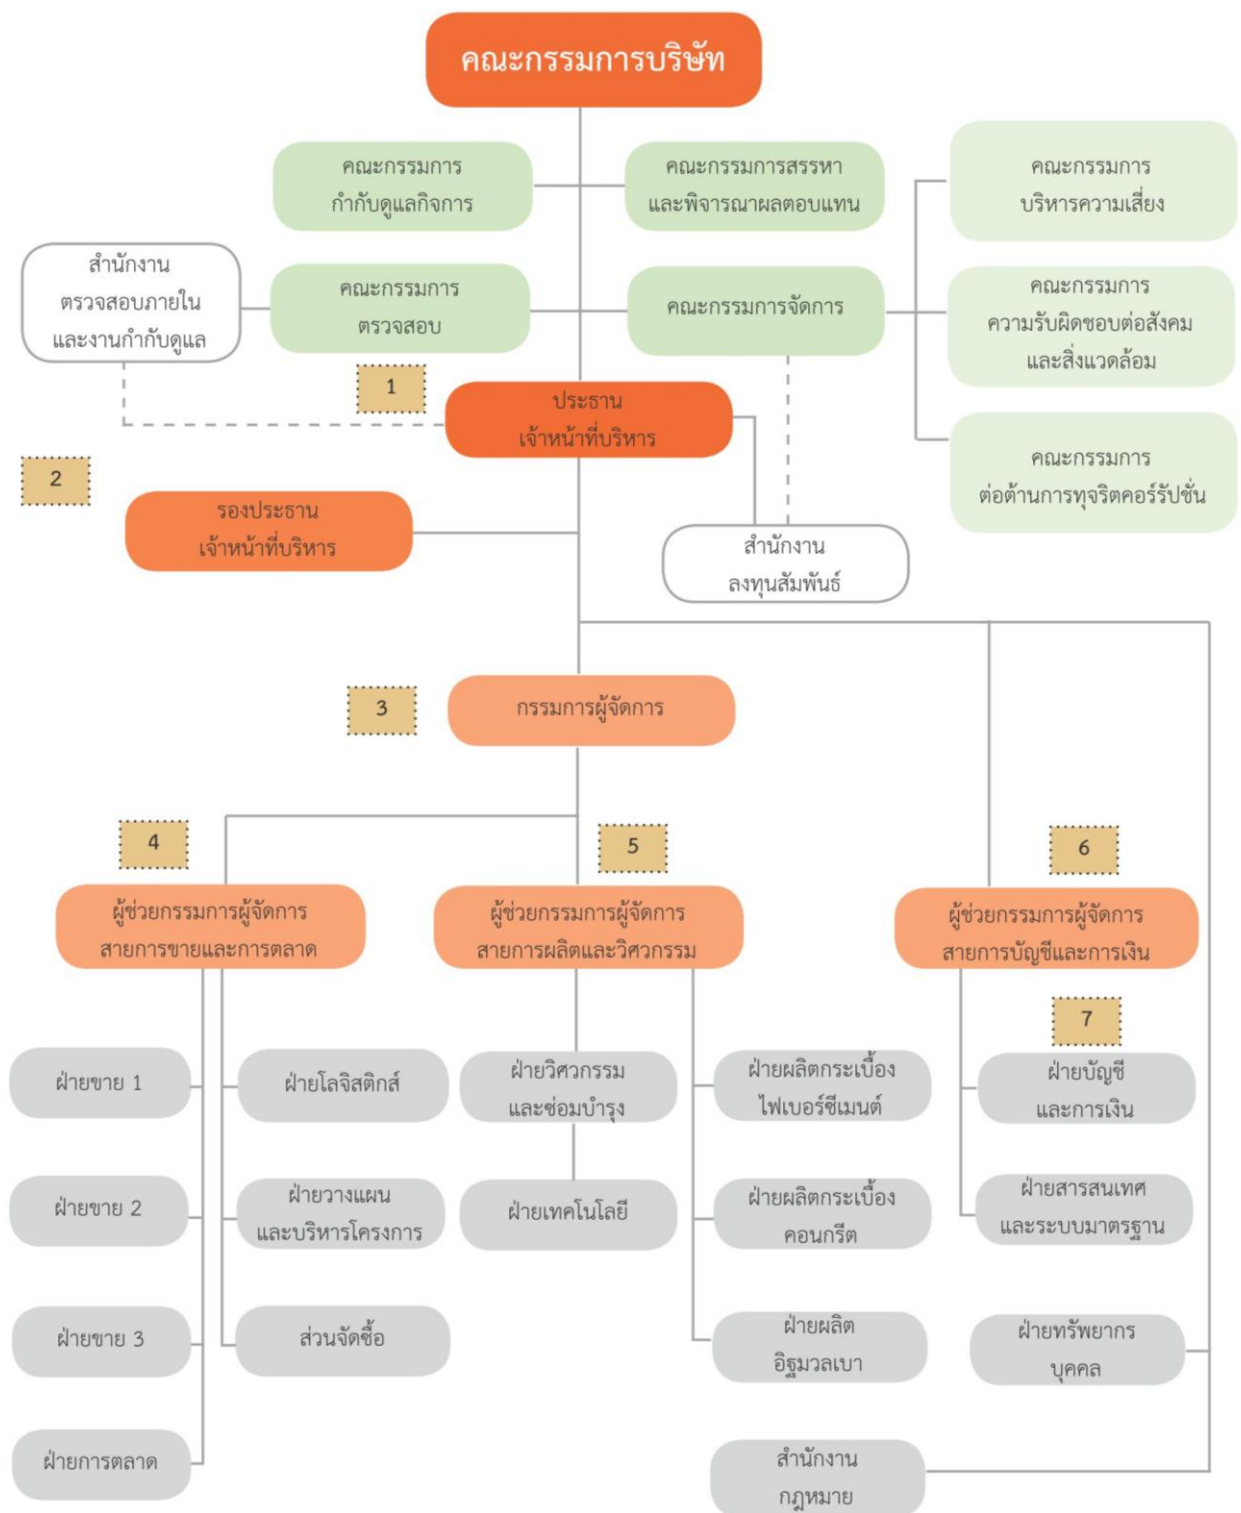 คณะกรรมการบริษัท
คณะกรรมการ
กำกับดูแลกิจการ
คณะกรรมการสรรหา
และพิจารณาผลตอบแทน
คณะกรรมการ
บริหารความเสี่ยง
สำนักงาน
ตรวจสอบภายใน
และงานกำกับดูแล
คณะกรรมการ
ตรวจสอบ
คณะกรรมการจัดการ
คณะกรรมการ
ความรับผิดชอบต่อสังคม
และสิ่งแวดล้อม
1
ประธาน
เจ้าหน้าที่บริหาร
คณะกรรมการ
ต่อต้านการทุจริตคอร์รัปชั่น
2
รองประธาน
เจ้าหน้าที่บริหาร
สำนักงาน
ลงทุนสัมพันธ์
3
กรรมการผู้จัดการ
4
5
6
ผู้ช่วยกรรมการผู้จัดการ
สายการขายและการตลาด
ผู้ช่วยกรรมการผู้จัดการ
สายการผลิตและวิศวกรรม
ผู้ช่วยกรรมการผู้จัดการ
สายการบัญชีและการเงิน
7
ฝ่ายขาย 1
ฝ่ายโลจิสติกส์
ฝ่ายวิศวกรรม
และซ่อมบำรุง
ฝ่ายผลิตกระเบื้อง
ไฟเบอร์ซีเมนต์
ฝ่ายบัญชี
และการเงิน
ฝ่ายขาย 2
ฝ่ายวางแผน
และบริหารโครงการ
ฝ่ายเทคโนโลยี
ฝ่ายผลิตกระเบื้อง
คอนกรีต
ฝ่ายสารสนเทศ
และระบบมาตรฐาน
ฝ่ายขาย 3
ส่วนจัดซื้อ
ฝ่ายผลิต
อิฐมวลเบา
ฝ่ายทรัพยากร
บุคคล
ฝ่ายการตลาด
สำนักงาน
กฎหมาย